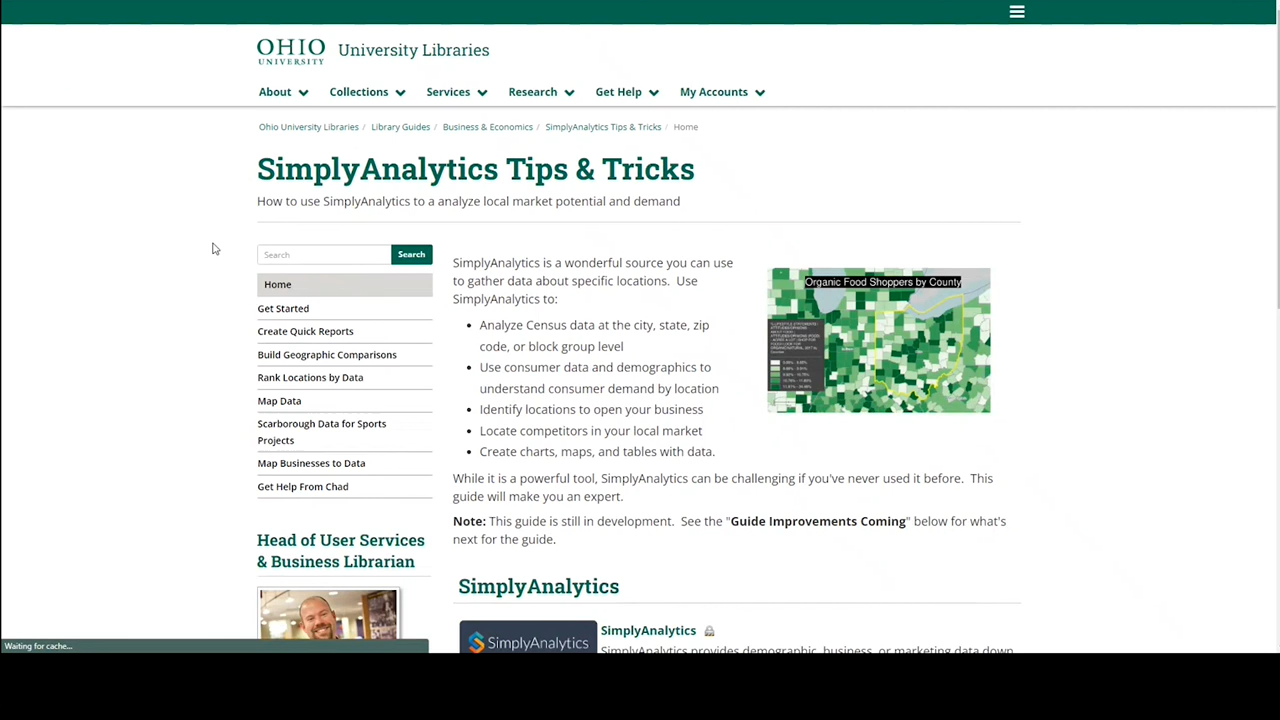 OHIO
UNIVERSITY
University Libraries
About
Collections
Services
Research
Get Help
My Accounts
Ohio University Libraries / Library Guides / Business & Economics / SimplyAnalytics Tips & Tricks / Home
SimplyAnalytics Tips & Tricks
How to use SimplyAnalytics to a analyze local market potential and demand
Search
Search
Home
Get Started
Create Quick Reports
Build Geographic Comparisons
Rank Locations by Data
Map Data
Scarborough Data for Sports
Projects
Map Businesses to Data
Get Help From Chad
Head of User Services
& Business Librarian
SimplyAnalytics is a wonderful source you can use
to gather data about specific locations. Use
SimplyAnalytics to:
• Analyze Census data at the city, state, zip
code, or block group level
• Use consumer data and demographics to
understand consumer demand by location
• Identify locations to open your business
• Locate competitors in your local market
• Create charts, maps, and tables with data.
Organic Food Shoppers by County
While it is a powerful tool, SimplyAnalytics can be challenging if you've never used it before. This
guide will make you an expert.
Note: This guide is still in development. See the "Guide Improvements Coming" below for what's
next for the guide.
SimplyAnalytics
SimplyAnalytics
SimplyAnalytics
SimplyAnalytics provides demographic, business, or marketing data down
Waiting for cache...